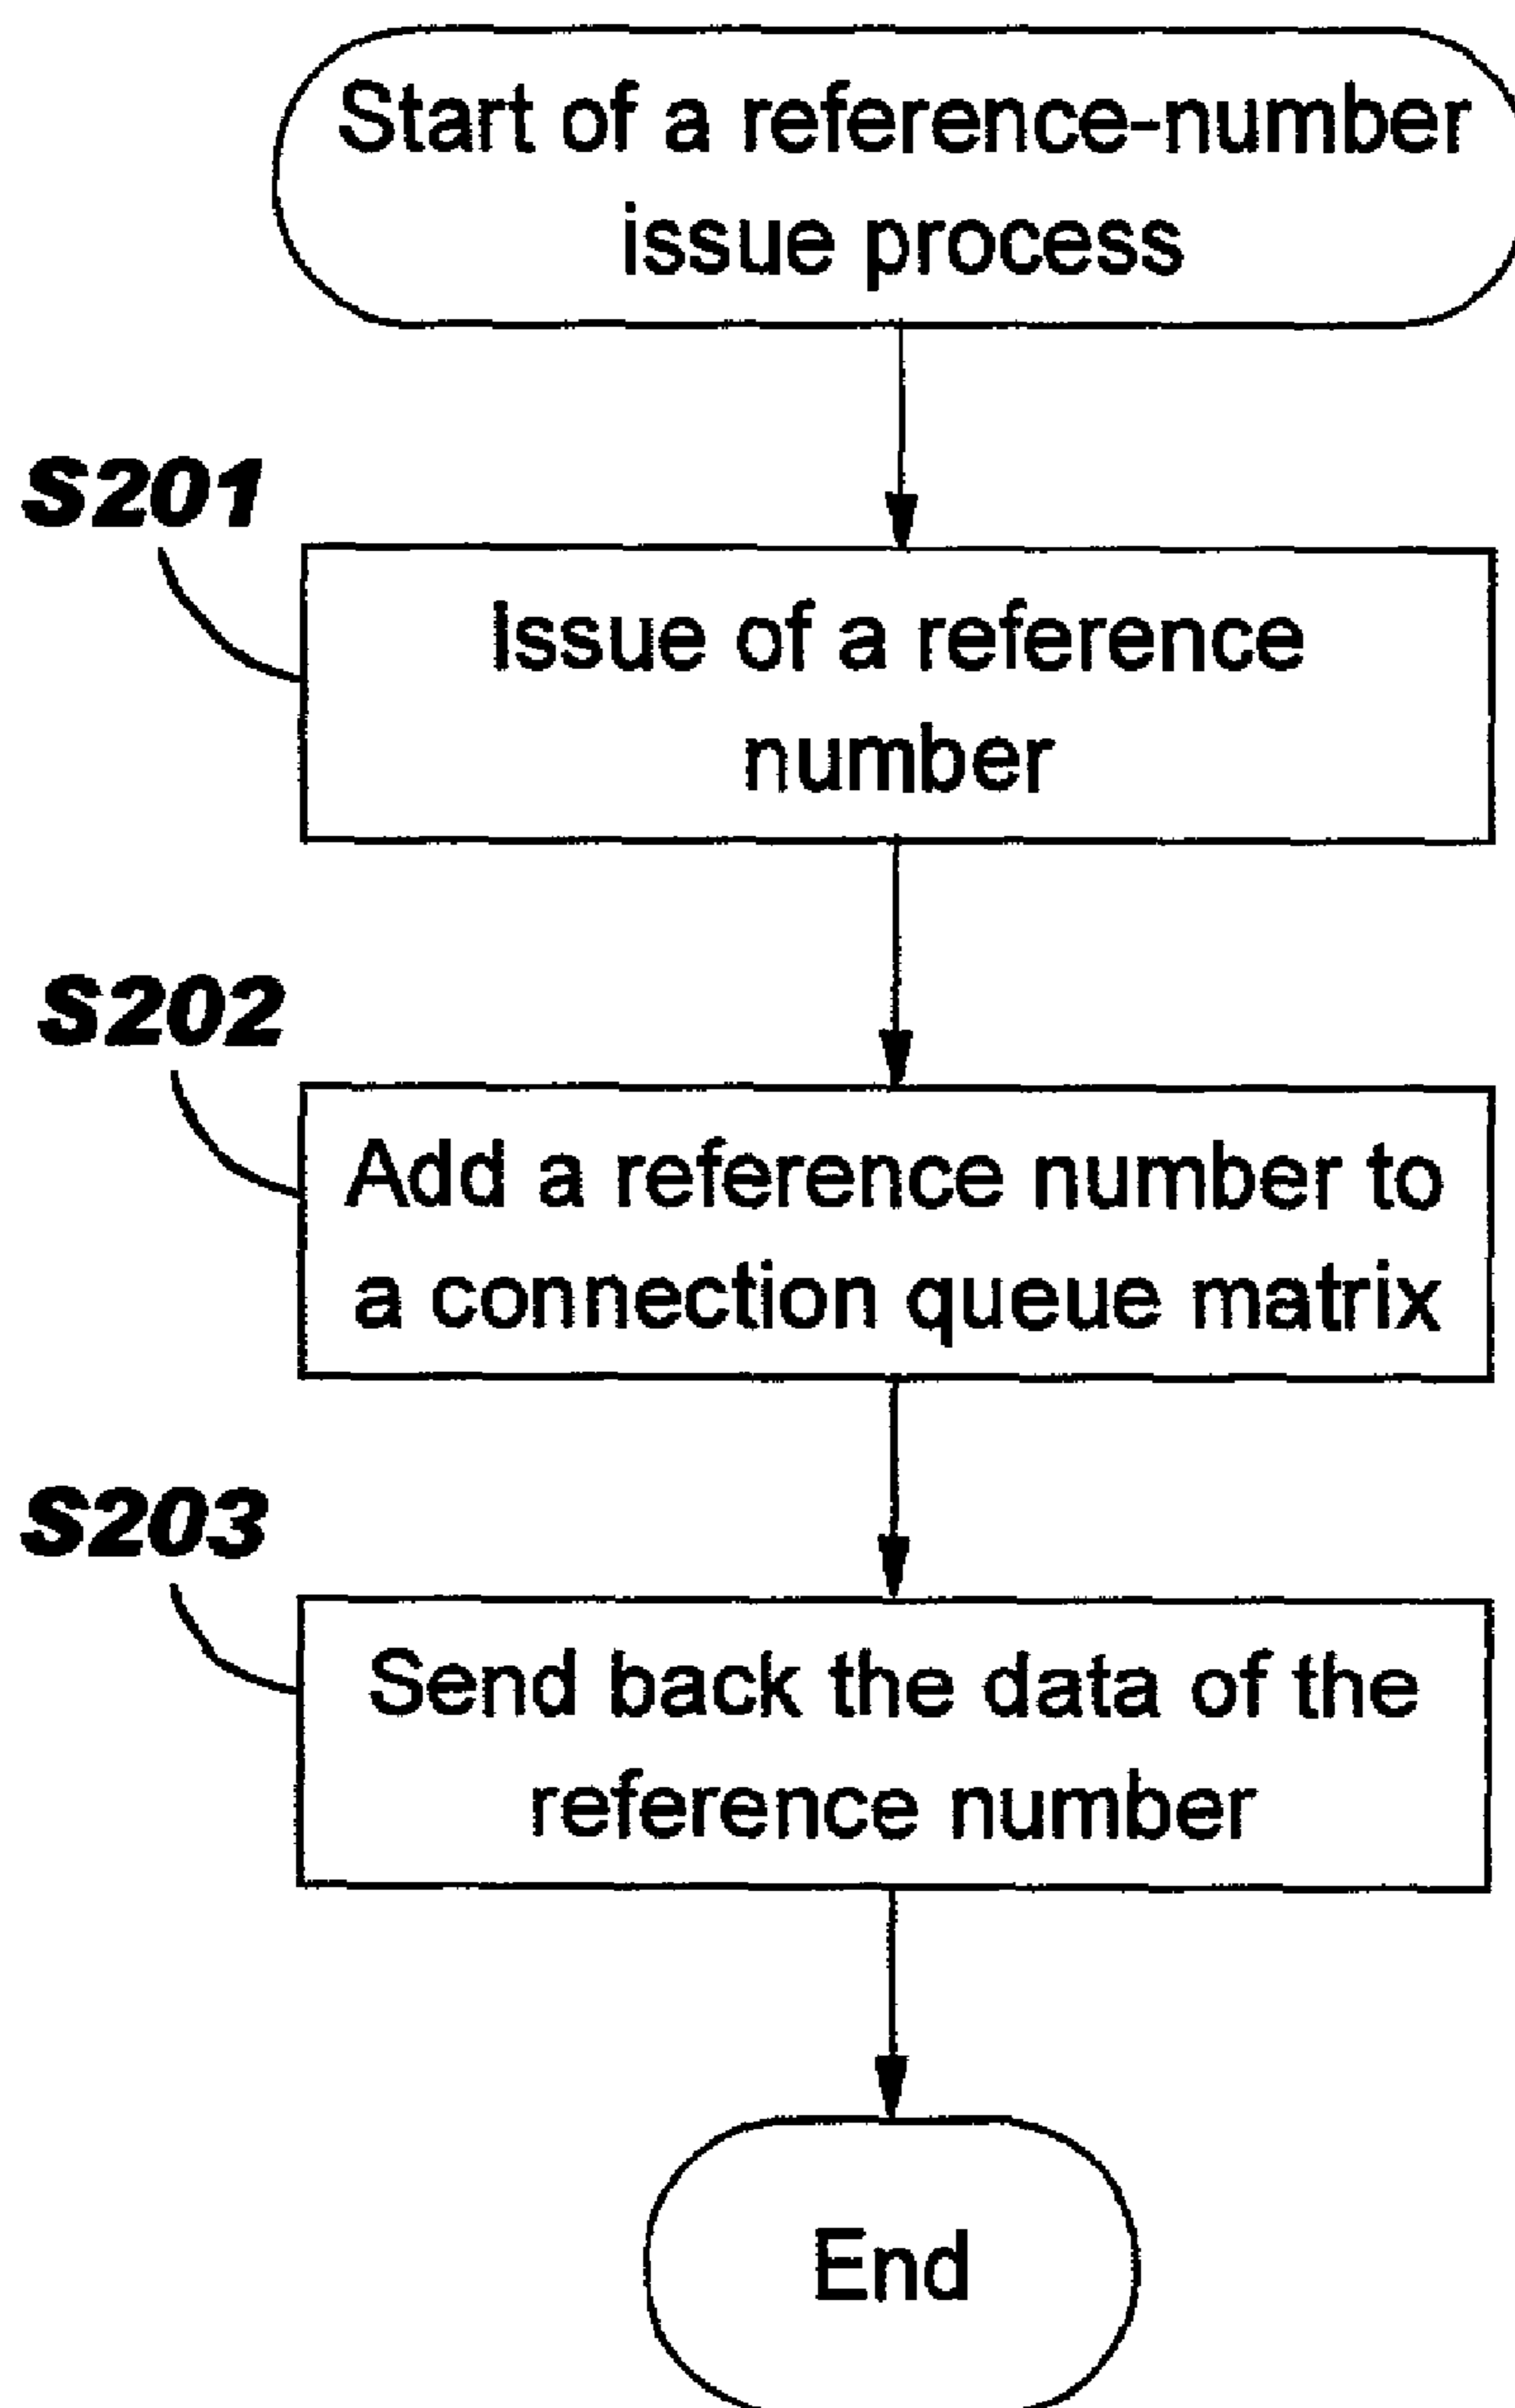 Start of a reference-number
issue process
S201
Issue of a reference
number
S202
Add a reference number to
a connection queue matrix
S203
Send back the data of the
reference number
End